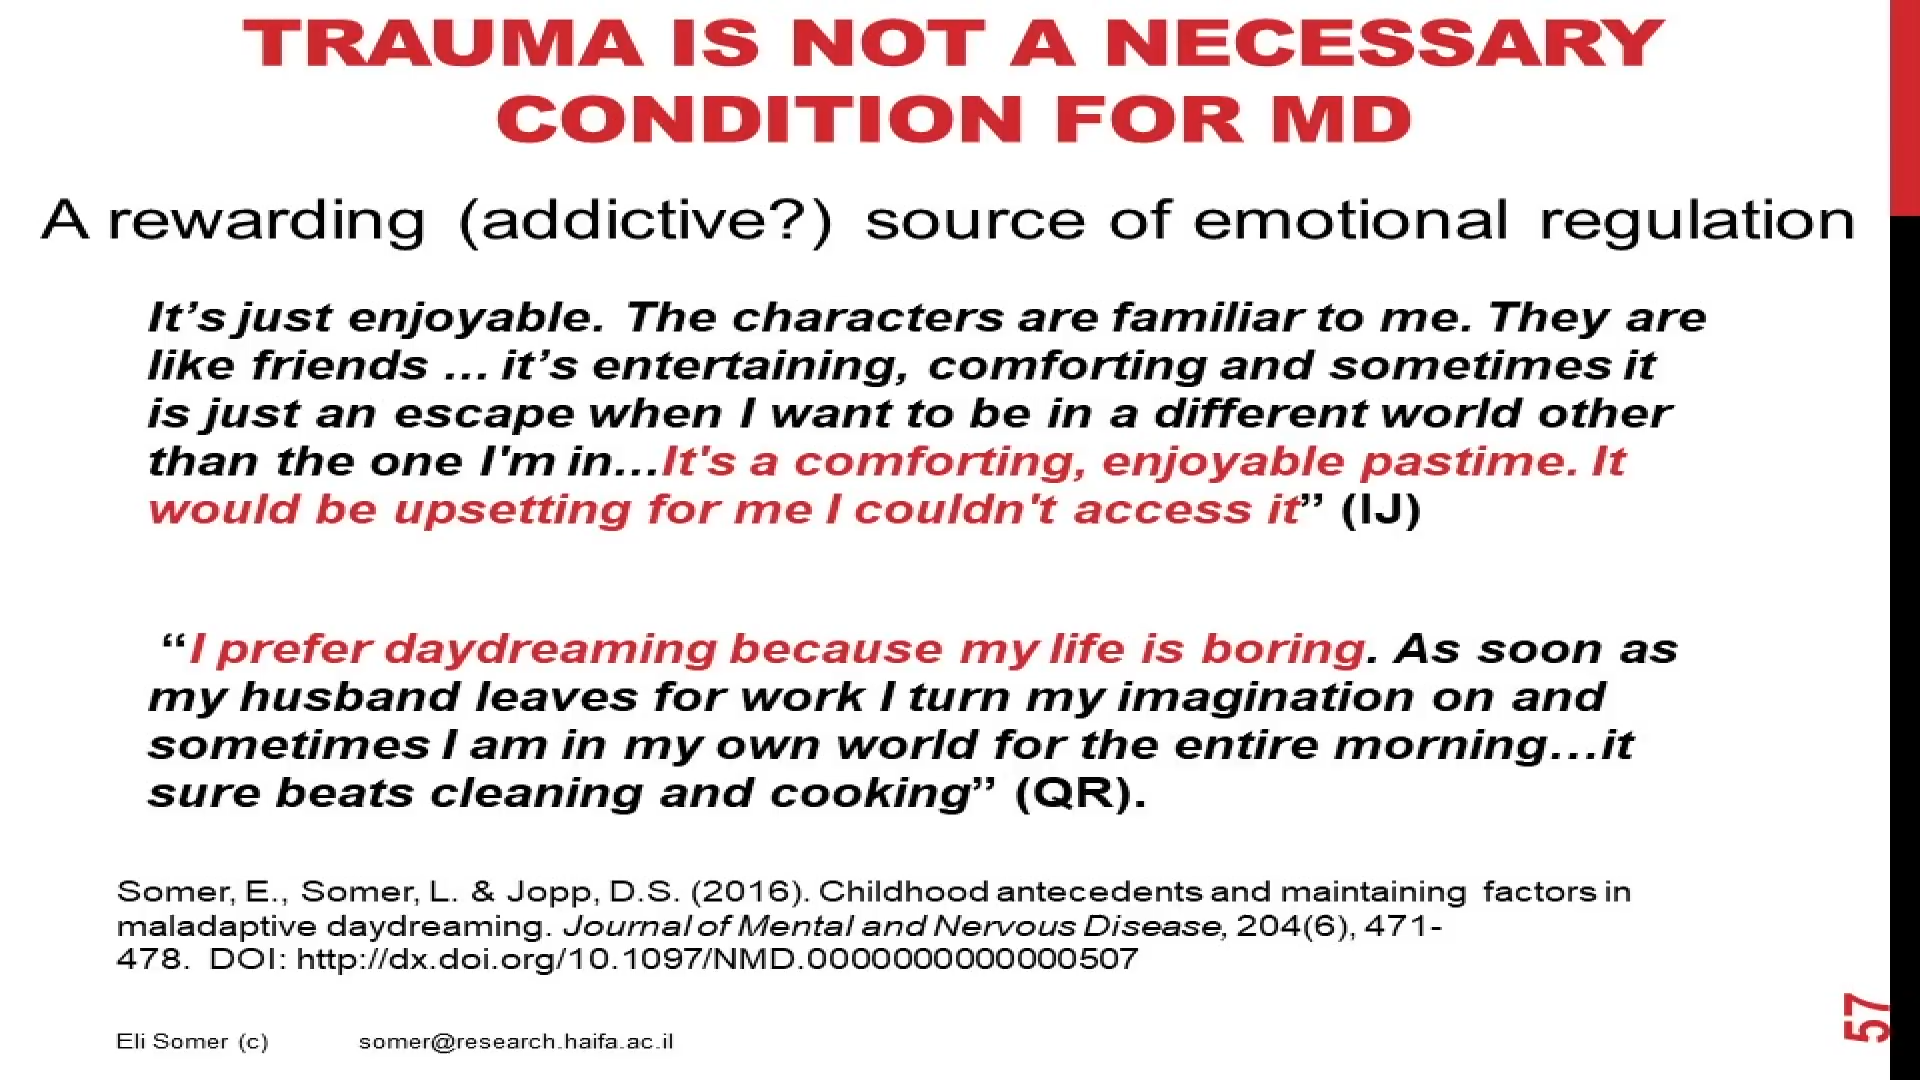 TRAUMA IS NOT A NECESSARY
CONDITION FOR MD
A rewarding (addictive?) source of emotional regulation
It’s just enjoyable. The characters are familiar to me. They are
like friends … it’s entertaining, comforting and sometimes it
is just an escape when I want to be in a different world other
than the one I'm in…It's a comforting, enjoyable pastime. It
would be upsetting for me I couldn't access it” (IJ)
“I prefer daydreaming because my life is boring. As soon as
my husband leaves for work I turn my imagination on and
sometimes I am in my own world for the entire morning…it
sure beats cleaning and cooking” (QR).
Somer, E., Somer, L. & Jopp, D.S. (2016). Childhood antecedents and maintaining factors in
maladaptive daydreaming. Journal of Mental and Nervous Disease, 204(6), 471-
478. DOI: http://dx.doi.org/10.1097/NMD.0000000000000507
Eli Somer (c) somer@research.haifa.ac.il
57